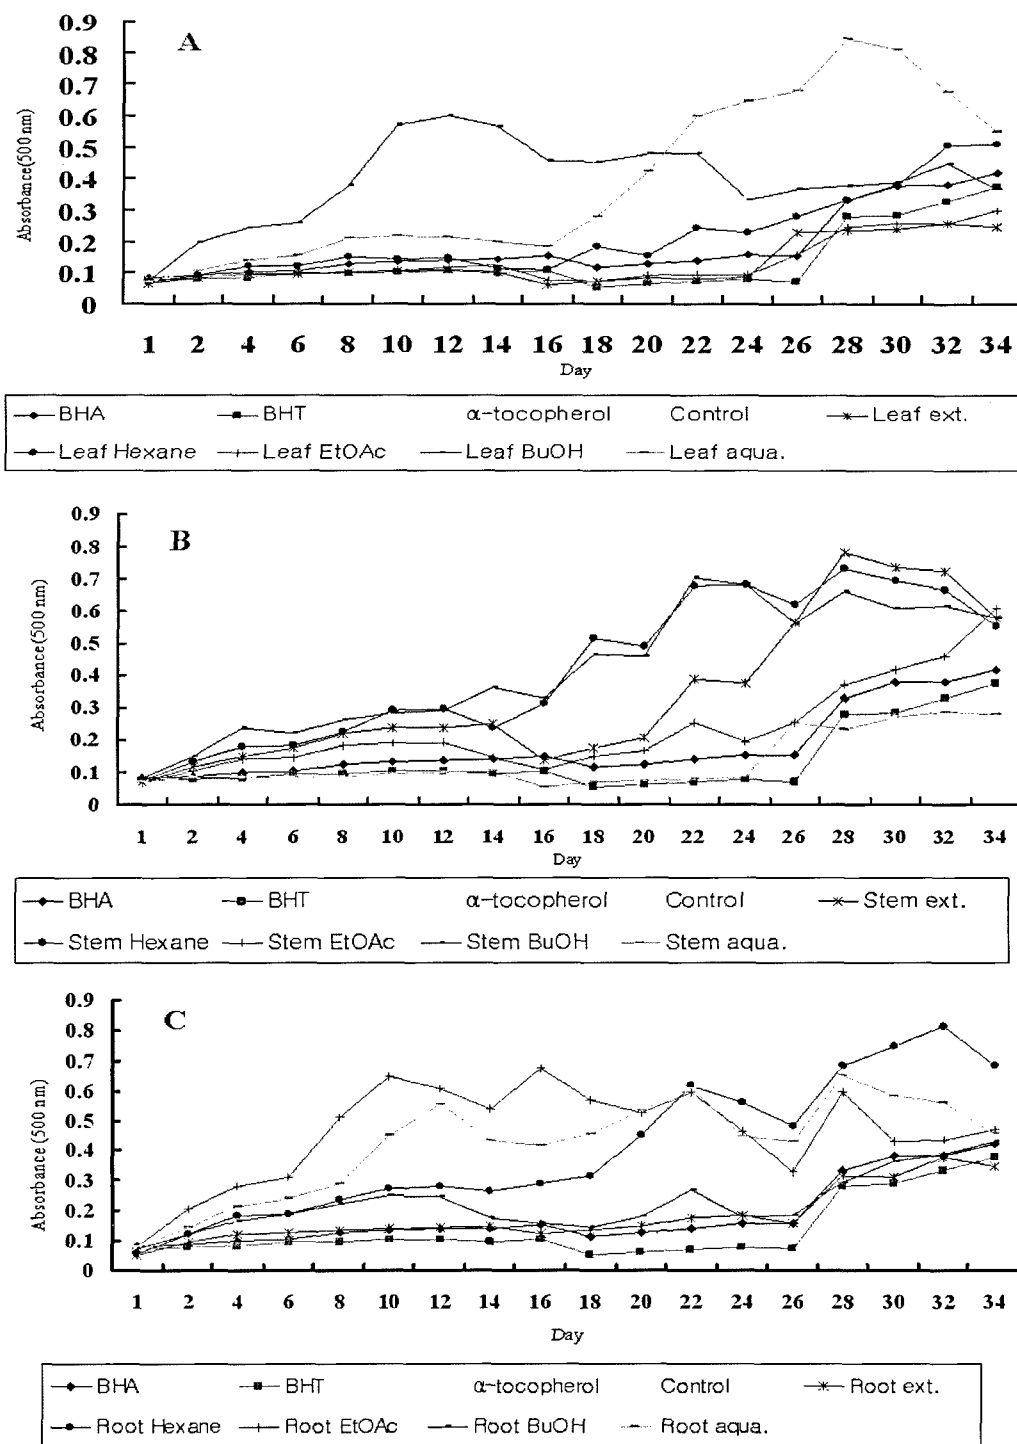 A
Absorbance(500 nm)
0.9
0.8
0.7
0.6
0.5
0.4
0.3
0.2
0.1
0
1 2 4 6 8 10 12 14 16 18 20 22 24 26 28 30 32 34
Day
BHA BHT α-tocopherol Control Leaf ext.
Leaf Hexane Leaf EtOAc Leaf BuOH Leaf aqua.
B
Absorbance(500 nm)
0.9
0.8
0.7
0.6
0.5
0.4
0.3
0.2
0.1
0
1 2 4 6 8 10 12 14 16 18 20 22 24 26 28 30 32 34
Day
BHA BHT α-tocopherol Control Stem ext.
Stem Hexane Stem EtOAc Stem BuOH Stem aqua.
C
Absorbance (500 nm)
0.9
0.8
0.7
0.6
0.5
0.4
0.3
0.2
0.1
0
1 2 4 6 8 10 12 14 16 18 20 22 24 26 28 30 32 34
Day
BHA BHT α-tocopherol Control Root ext.
Root Hexane Root EtOAc Root BuOH Root aqua.